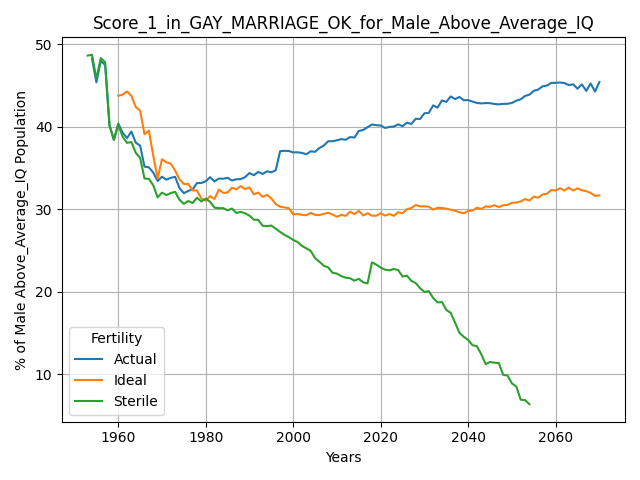 Score_1_in_GAY_MARRIAGE_OK_for_Male_Above_Average_IQ
% of Male Above_Average_IQ Population
50
40
30
20
10
Fertility
Actual
Ideal
Sterile
1960 1980 2000 2020 2040 2060
Years